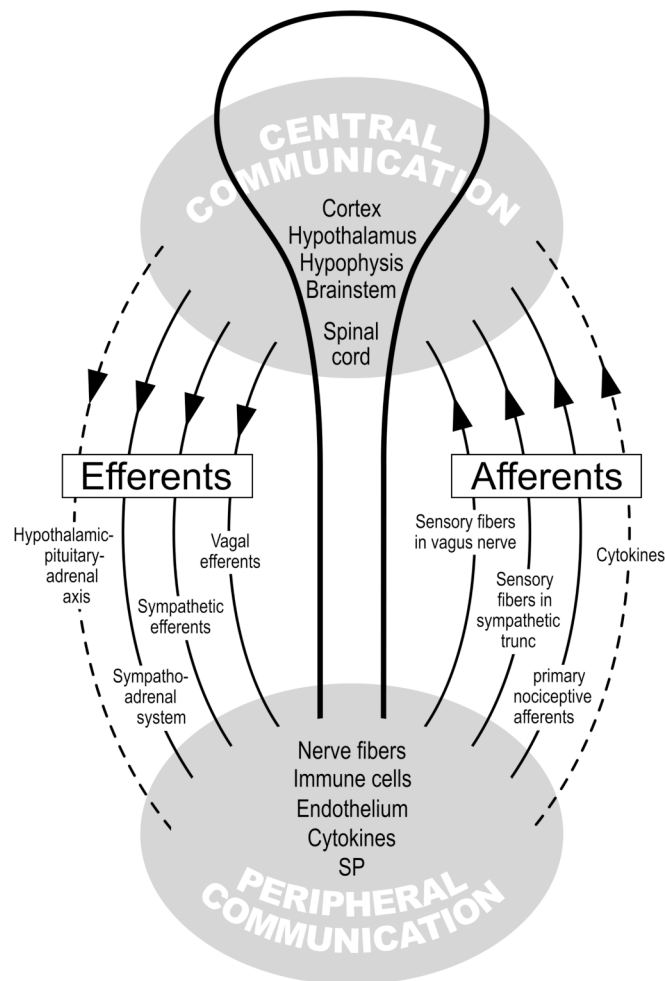 CENTRAL
COMMUNICATION
Cortex
Hypothalamus
Hypophysis
Brainstem
Spinal
cord
Efferents
Afferents
Hypothalamic-
pituitary-
adrenal
axis
Vagal
efferents
Sympathetic
efferents
Sympatho-
adrenal
system
Sensory fibers
in vagus nerve
Sensory
fibers in
sympathetic
trunc
primary
nociceptive
afferents
Cytokines
Nerve fibers
Immune cells
Endothelium
Cytokines
SP
PERIPHERAL
COMMUNICATION